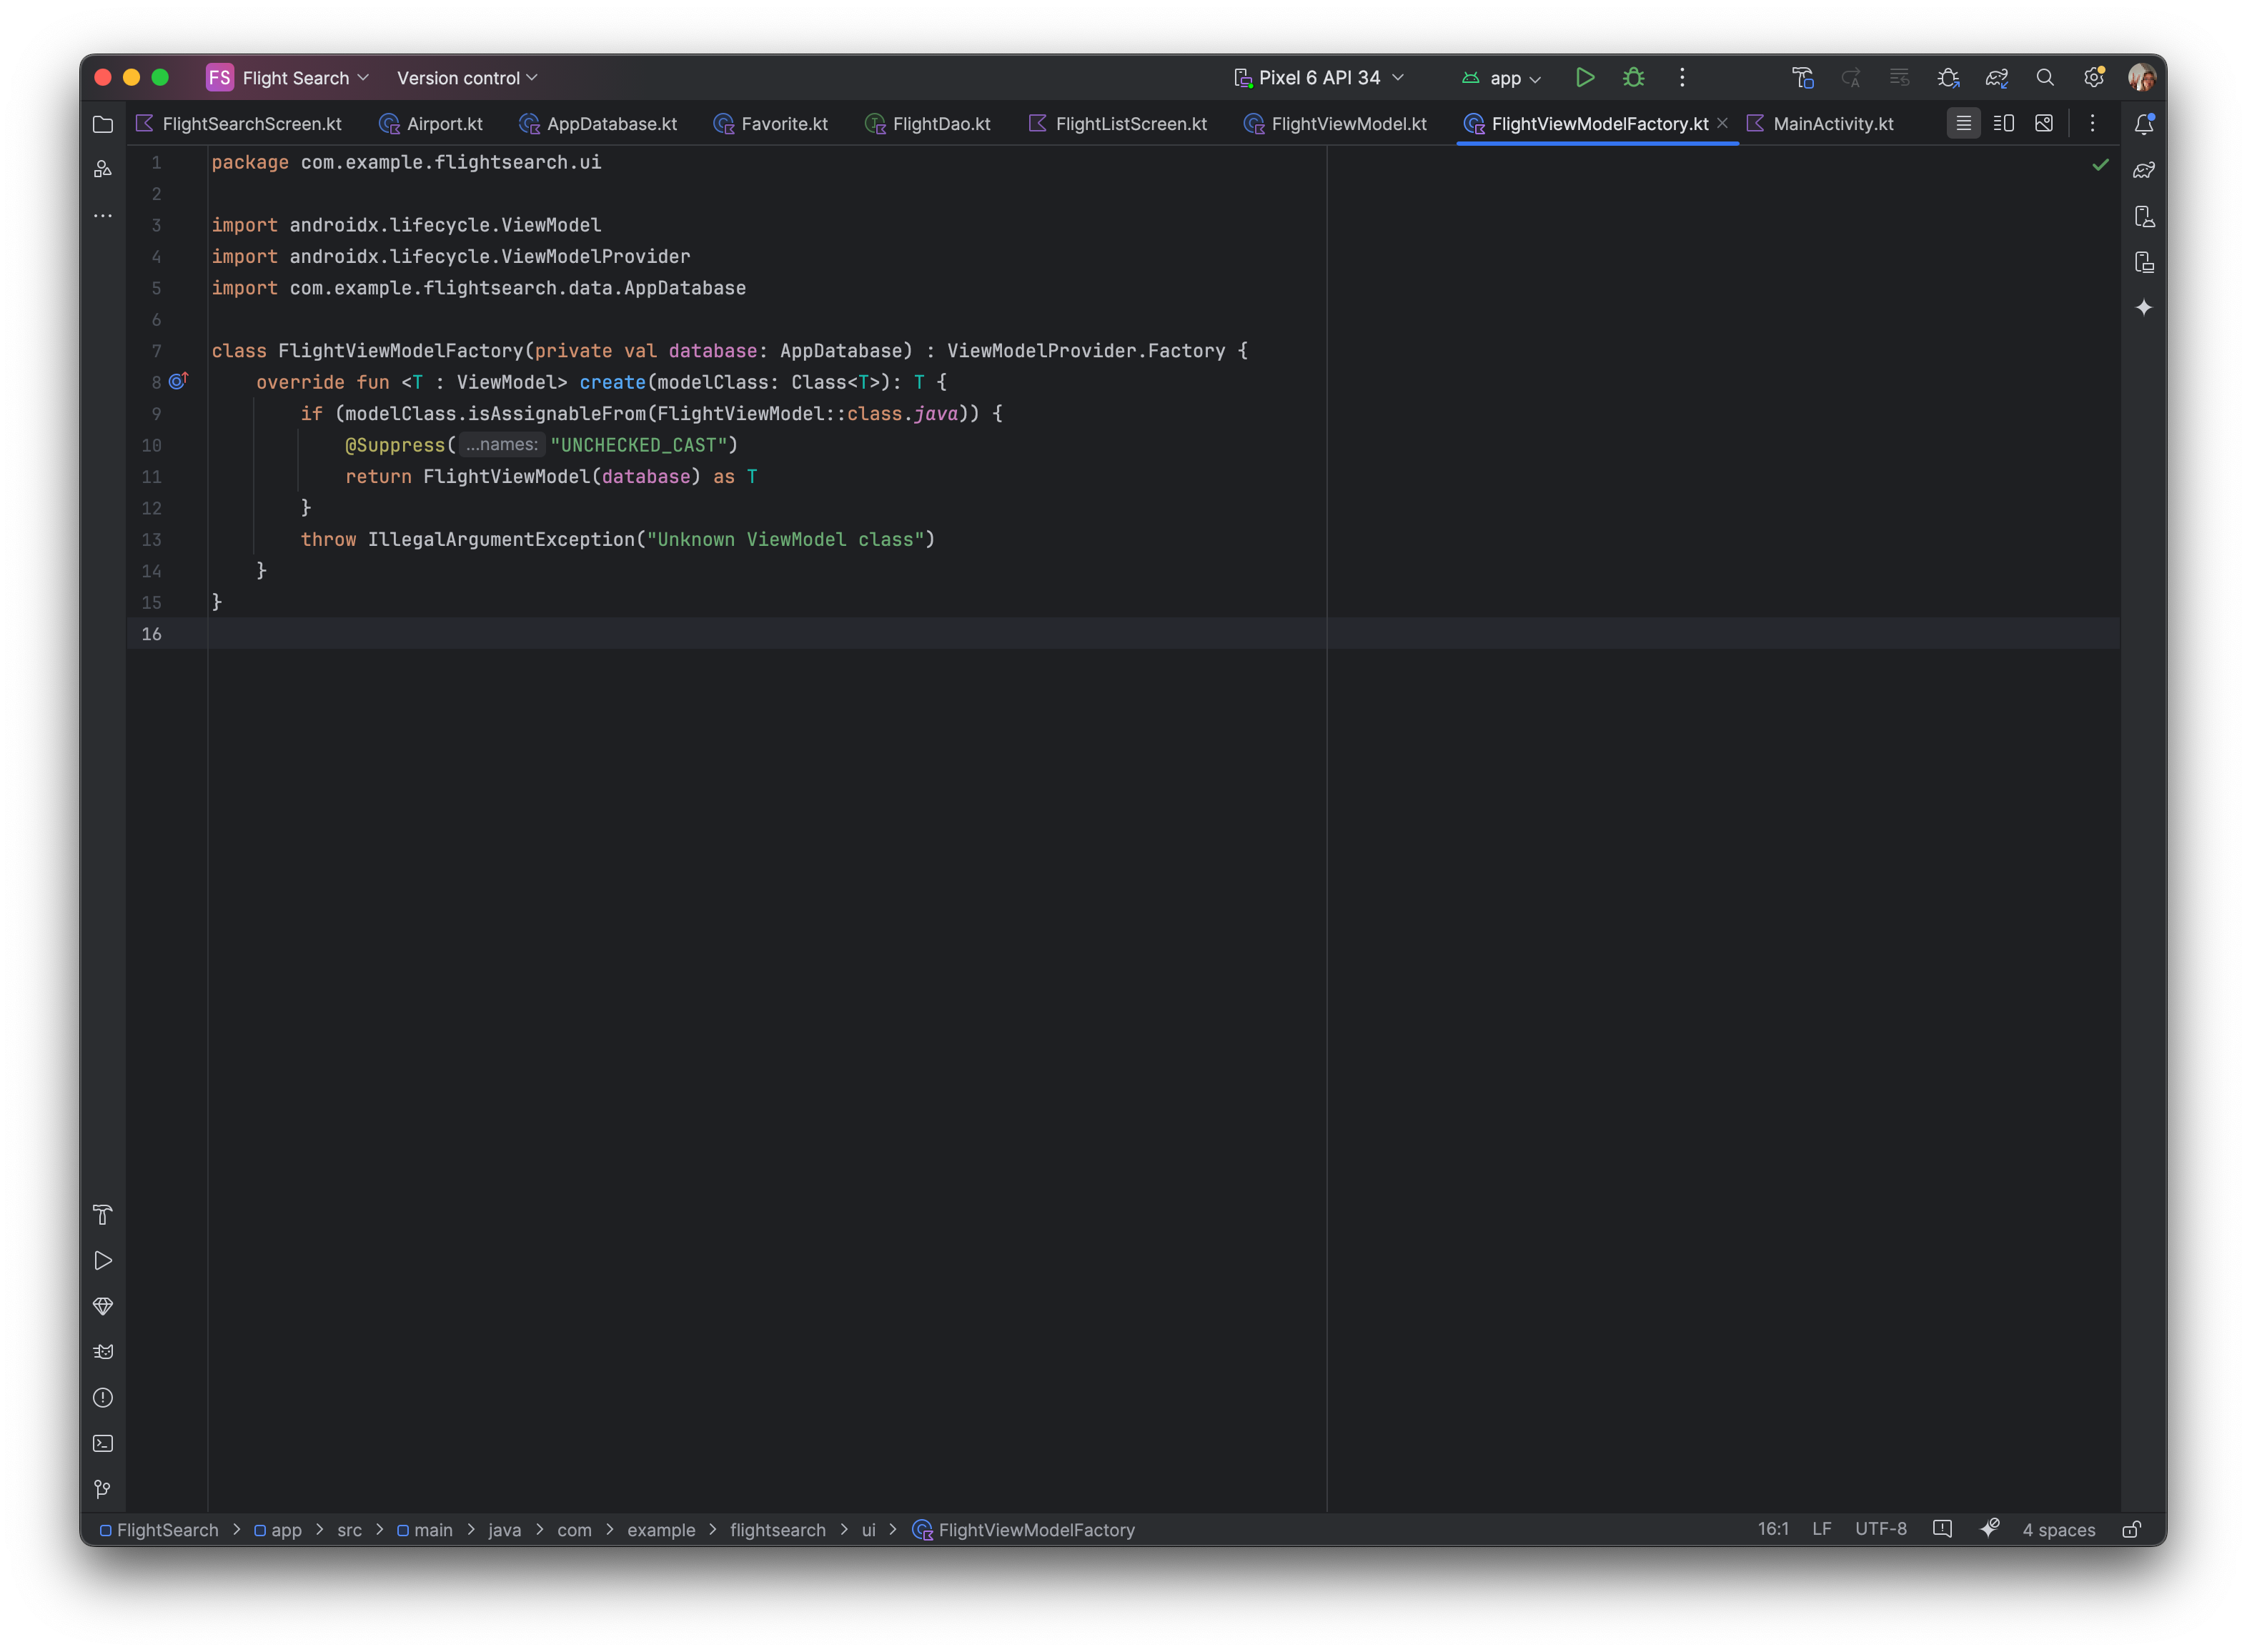 FS Flight Search Version control Pixel 6 API 34 app
FlightSearchScreen.kt Airport.kt AppDatabase.kt Favorite.kt FlightDao.kt FlightListScreen.kt FlightViewModel.kt FlightViewModelFactory.kt MainActivity.kt
1 package com.example.flightsearch.ui
2
3 import androidx.lifecycle.ViewModel
4 import androidx.lifecycle.ViewModelProvider
5 import com.example.flightsearch.data.AppDatabase
6
7 class FlightViewModelFactory(private val database: AppDatabase) : ViewModelProvider.Factory {
8 override fun <T : ViewModel> create(modelClass: Class<T>): T {
9 if (modelClass.isAssignableFrom(FlightViewModel::class.java)) {
10 @Suppress( ...names: "UNCHECKED_CAST")
11 return FlightViewModel(database) as T
12 }
13 throw IllegalArgumentException("Unknown ViewModel class")
14 }
15 }
16
FlightSearch > app > src > main > java > com > example > flightsearch > ui > FlightViewModelFactory 16:1 LF UTF-8 4 spaces